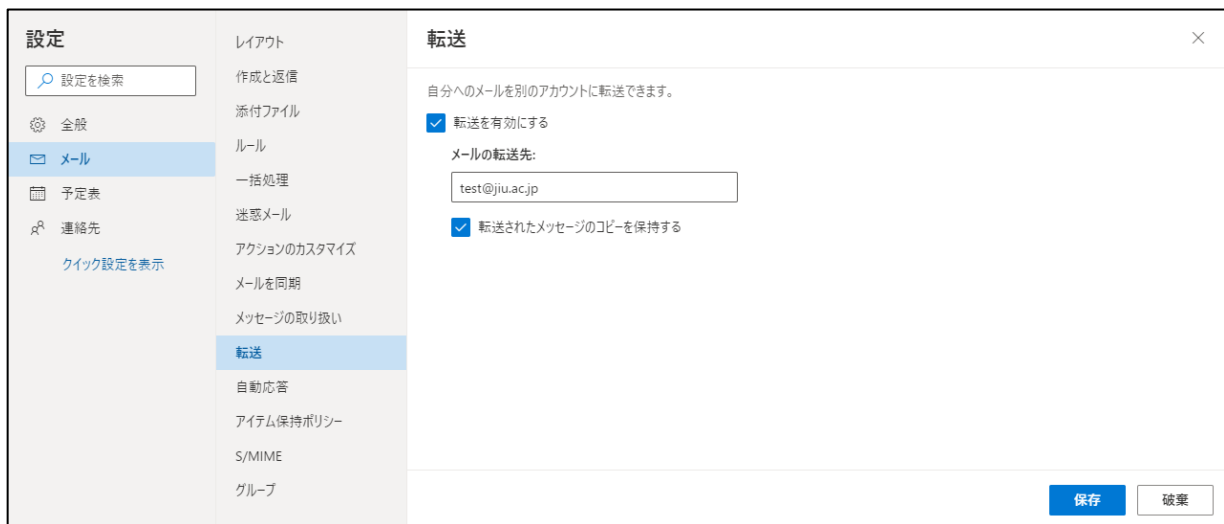 設定
設定を検索
全般
メール
予定表
連絡先
クイック設定を表示
レイアウト
作成と返信
添付ファイル
ルール
一括処理
迷惑メール
アクションのカスタマイズ
メールを同期
メッセージの取り扱い
転送
自動応答
アイテム保持ポリシー
S/MIME
グループ
転送
自分へのメールを別のアカウントに転送できます。
転送を有効にする
メールの転送先:
test@jiu.ac.jp
転送されたメッセージのコピーを保持する
保存
破棄